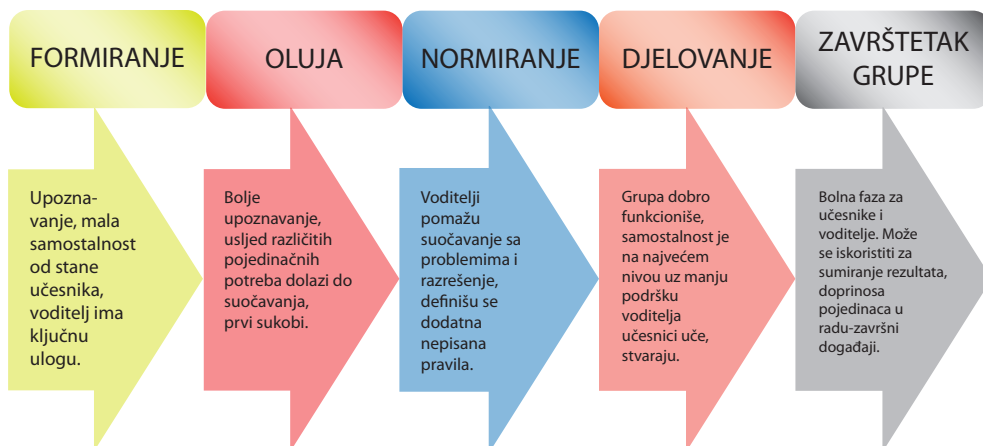 FORMIRANJE
OLUJA
NORMIRANJE
DJELOVANJE
ZAVRŠTETAK
GRUPE
Upozna-
vanje, mala
samostalnost
od stane
učesnika,
voditelj ima
ključnu
ulogu.
Bolje
upoznavanje,
usljed različitih
pojedinačnih
potreba dolazi do
suočavanja,
prvi sukobi.
Voditelji
pomažu
suočavanje sa
problemima i
razrešenje,
definišu se
dodatna
nepisana
pravila.
Grupa dobro
funkcioniše,
samostalnost je
na najvećem
nivou uz manju
podršku
voditelja
učesnici uče,
stvaraju.
Bolna faza za
učesnike i
voditelje. Može
se iskoristiti za
sumiranje rezultata,
doprinosa
pojedinaca u
radu-završni
događaji.